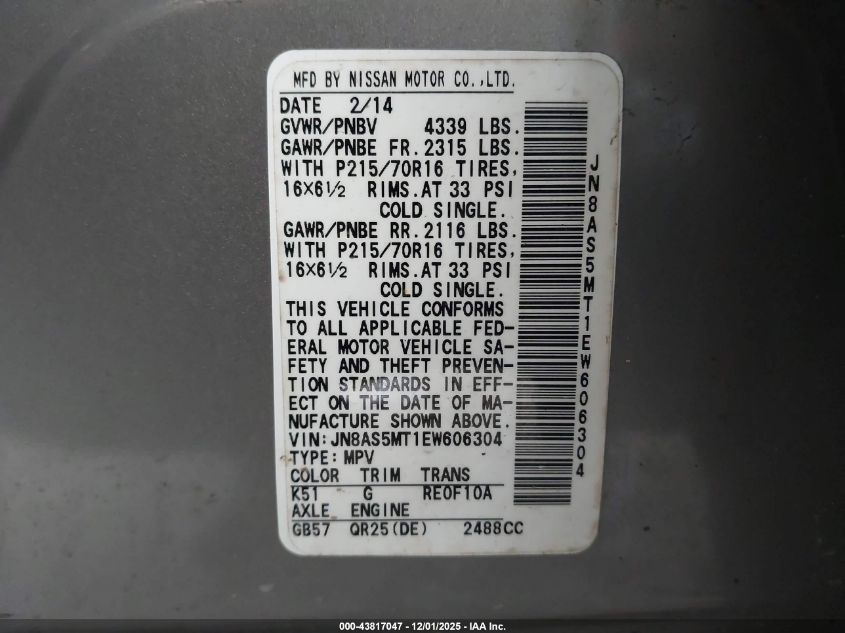 MFD BY NISSAN MOTOR CO.,LTD.
DATE 2/14
GVWR/PNBV 4339 LBS.
GAWR/PNBE FR.2315 LBS.
WITH P215/70R16 TIRES,
16X6½ RIMS.AT 33 PSI
COLD SINGLE.
GAWR/PNBE RR.2116 LBS.
WITH P215/70R16 TIRES,
16X6½ RIMS.AT 33 PSI
COLD SINGLE.
THIS VEHICLE CONFORMS
TO ALL APPLICABLE FED-
ERAL MOTOR VEHICLE SA-
FETY AND THEFT PREVEN-
TION STANDARDS IN EFF-
ECT ON THE DATE OF MA-
NUFACTURE SHOWN ABOVE.
VIN:JN8AS5MT1EW606304
TYPE:MPV
COLOR TRIM TRANS
K51 G RE0F10A
AXLE ENGINE
GB57 QR25(DE) 2488CC
JN8AS5MT1EW606304
000-43817047 - 12/01/2025 - IAA Inc.